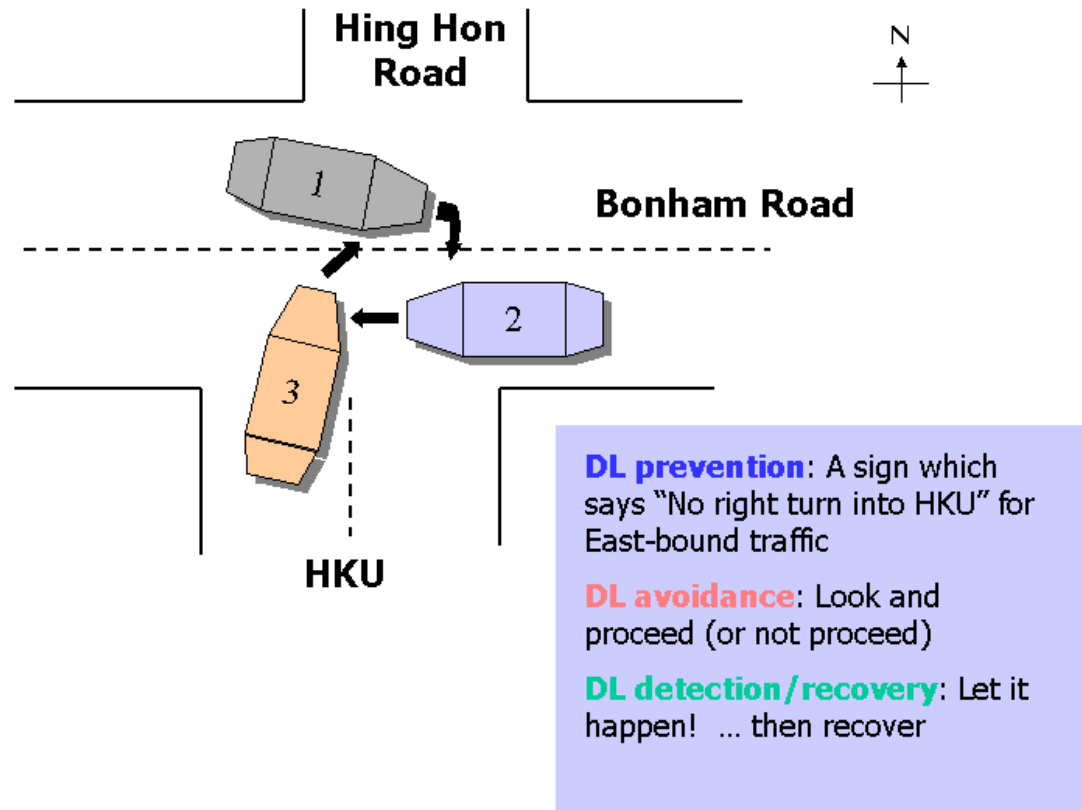 Hing Hon
Road
N
1
Bonham Road
2
3
HKU
DL prevention: A sign which
says “No right turn into HKU” for
East-bound traffic
DL avoidance: Look and
proceed (or not proceed)
DL detection/recovery: Let it
happen!  … then recover